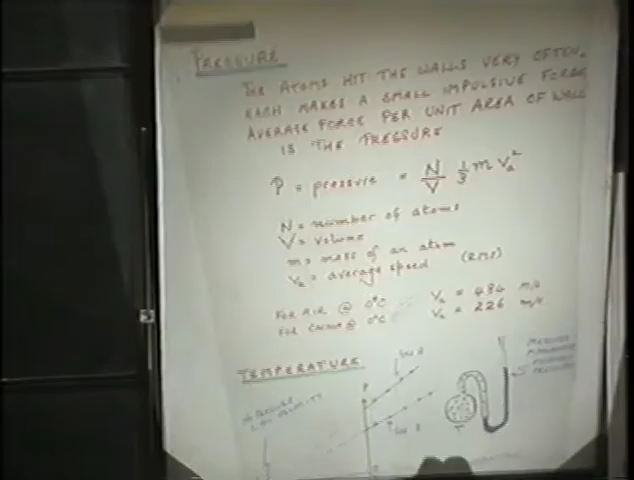 PRESSURE
THE ATOMS HIT THE WALLS VERY OFTEN.
EACH MAKES A SMALL IMPULSIVE FORCE
AVERAGE FORCE PER UNIT AREA OF WALL
IS THE PRESSURE
P = pressure = N/V 1/3 m Va²
N = number of atoms
V = volume
m = mass of an atom
Va = average speed (RMS)
FOR AIR @ 0°C Va = 484 m/s
@ 0°C Va = 226 m/s
TEMPERATURE
P